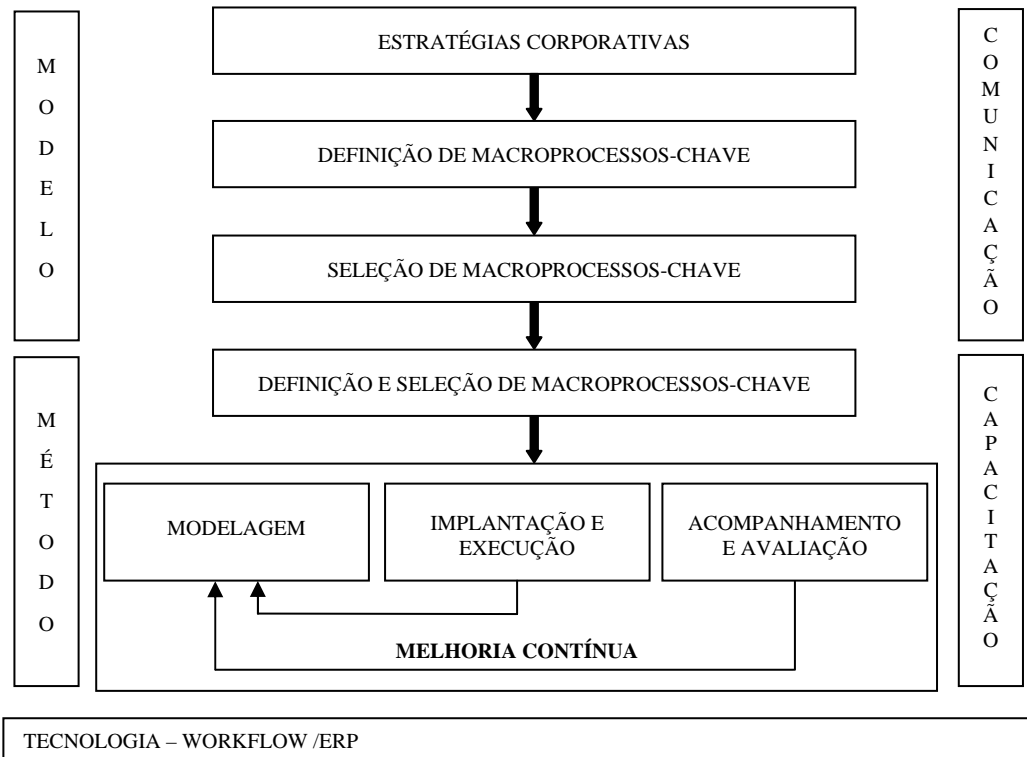 MODELO
COMUNICAÇÃO
ESTRATÉGIAS CORPORATIVAS
DEFINIÇÃO DE MACROPROCESSOS-CHAVE
SELEÇÃO DE MACROPROCESSOS-CHAVE
DEFINIÇÃO E SELEÇÃO DE MACROPROCESSOS-CHAVE
MÉTODO
CAPACITAÇÃO
MODELAGEM
IMPLANTAÇÃO E
EXECUÇÃO
ACOMPANHAMENTO
E AVALIAÇÃO
MELHORIA CONTÍNUA
TECNOLOGIA – WORKFLOW /ERP